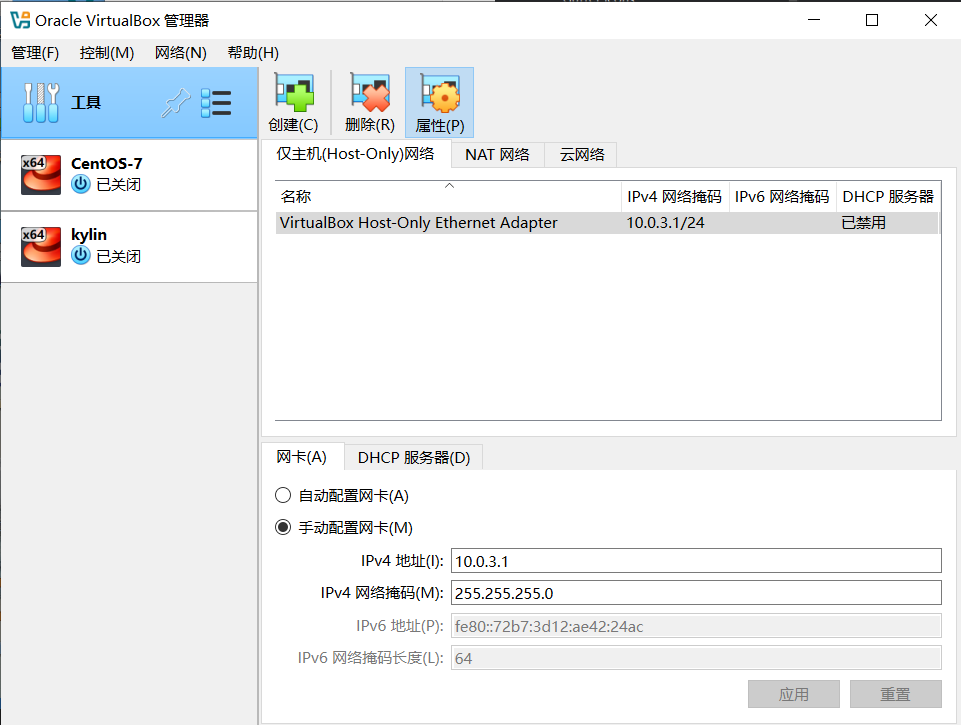 Oracle VirtualBox 管理器
管理(F) 控制(M) 网络(N) 帮助(H)
工具
创建(C) 删除(R) 属性(P)
x64 CentOS-7
已关闭
x64 kylin
已关闭
仅主机(Host-Only)网络 NAT 网络 云网络
名称 IPv4 网络掩码 IPv6 网络掩码 DHCP 服务器
VirtualBox Host-Only Ethernet Adapter 10.0.3.1/24 已禁用
网卡(A) DHCP 服务器(D)
自动配置网卡(A)
手动配置网卡(M)
IPv4 地址(I): 10.0.3.1
IPv4 网络掩码(M): 255.255.255.0
IPv6 地址(P): fe80::72b7:3d12:ae42:24ac
IPv6 网络掩码长度(L): 64
应用 重置